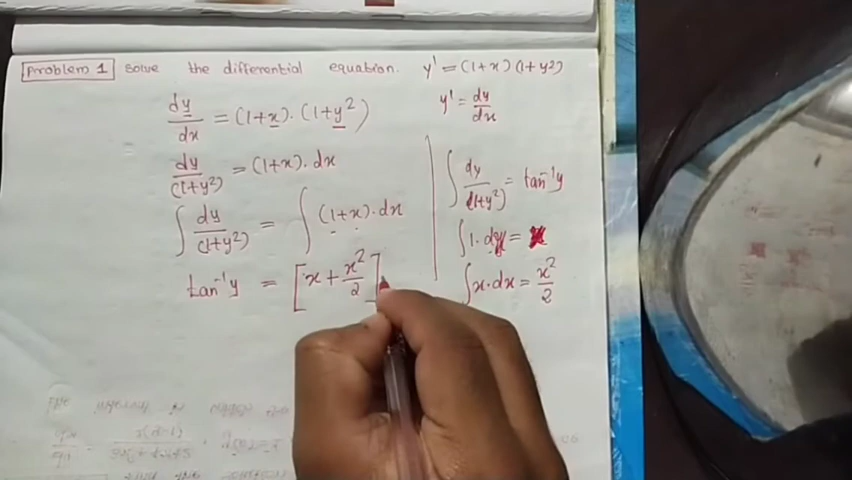 Problem 1 solve the differential equation. y' = (1+x) (1+y²)
dy/dx = (1+x). (1+y²)
dy/(1+y²) = (1+x). dx
∫ dy/(1+y²) = ∫ (1+x). dx
tan⁻¹y = [x + x²/2]
y' = dy/dx
∫ dy/(1+y²) = tan⁻¹y
∫ 1. dx = x
∫ x. dx = x²/2